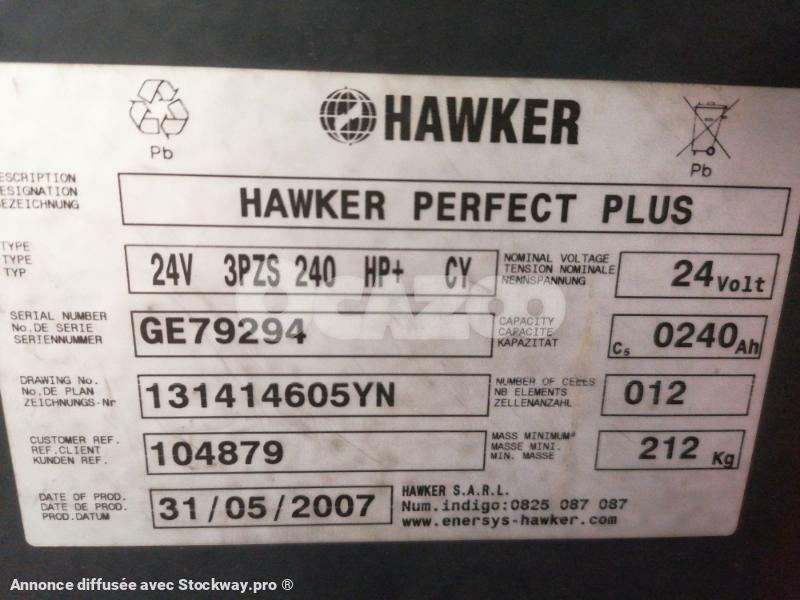 HAWKER
Pb
Pb
ESCRIPTION
ESIGNATION
EZEICHNUNG
HAWKER PERFECT PLUS
TYPE
TYPE
TYP
24V 3PZS 240 HP+ CY
NOMINAL VOLTAGE
TENSION NOMINALE
NENNSPANNUNG
24 Volt
SERIAL NUMBER
No.DE SERIE
SERIENNUMMER
GE79294
CAPACITY
CAPACITE
KAPAZITAT
C5 0240 Ah
DRAWING No.
No.DE PLAN
ZEICHNUNGS-Nr
131414605YN
NUMBER OF CELLS
NB ELEMENTS
ZELLENANZAHL
012
CUSTOMER REF.
REF.CLIENT
KUNDEN REF.
104879
MASS MINIMUM
MASSE MINI.
MIN. MASSE
212 Kg
DATE OF PROD.
DATE DE PROD.
PROD.DATUM
31/05/2007
HAWKER S.A.R.L.
Num.indigo:0825 087 087
www.enersys-hawker.com
OCAZOO
Annonce diffusée avec Stockway.pro ®